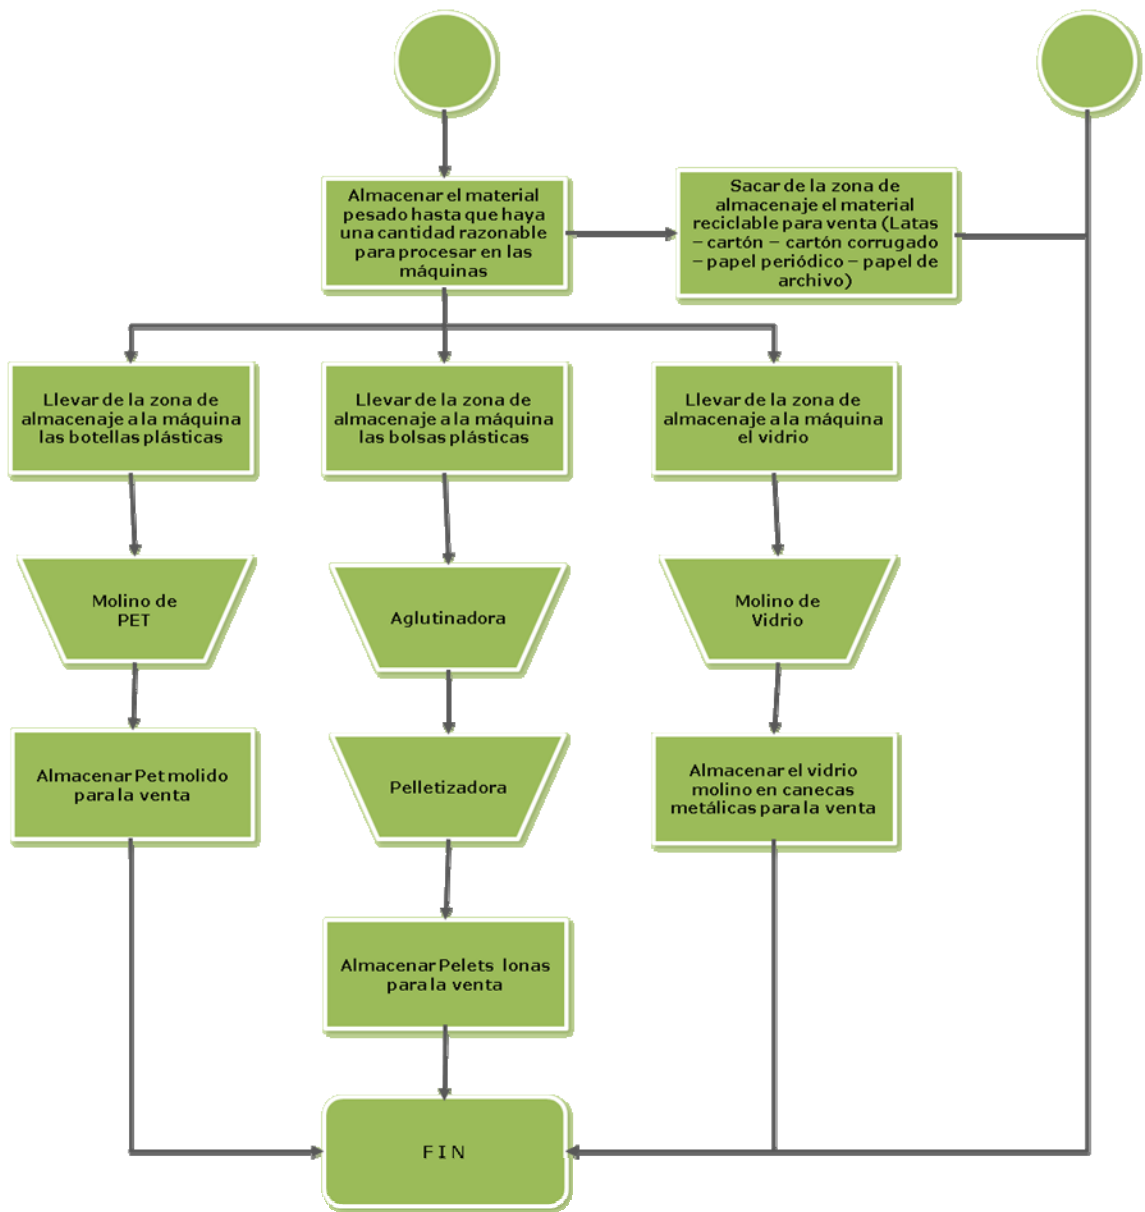 Almacenar el material
pesado hasta que haya
una cantidad razonable
para procesar en las
máquinas
Sacar de la zona de
almacenaje el material
reciclable para venta (Latas
– cartón – cartón corrugado
– papel periódico – papel de
archivo)
Llevar de la zona de
almacenaje a la máquina
las botellas plásticas
Llevar de la zona de
almacenaje a la máquina
las bolsas plásticas
Llevar de la zona de
almacenaje a la máquina
el vidrio
Molino de
PET
Aglutinadora
Molino de
Vidrio
Almacenar Pet molido
para la venta
Pelletizadora
Almacenar el vidrio
molino en canecas
metálicas para la venta
Almacenar Pelets lonas
para la venta
F I N